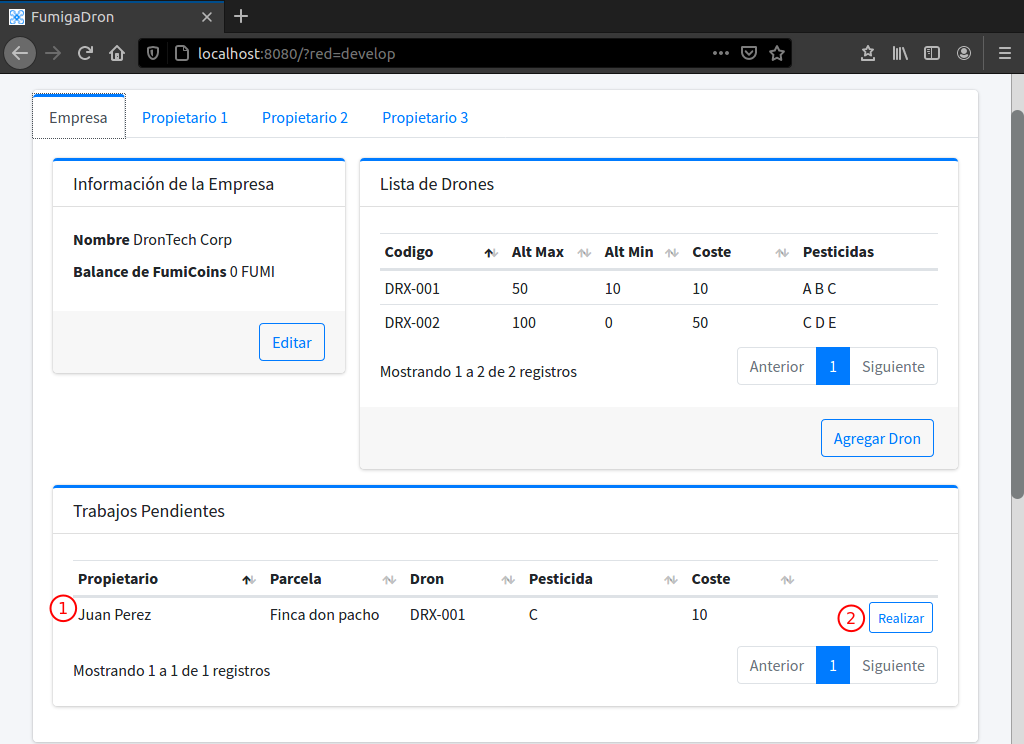 FumigaDron
localhost:8080/?red=develop
Empresa Propietario 1 Propietario 2 Propietario 3
Información de la Empresa
Nombre DronTech Corp
Balance de FumiCoins 0 FUMI
Editar
Lista de Drones
Codigo Alt Max Alt Min Coste Pesticidas
DRX-001 50 10 10 A B C
DRX-002 100 0 50 C D E
Mostrando 1 a 2 de 2 registros
Anterior 1 Siguiente
Agregar Dron
Trabajos Pendientes
Propietario Parcela Dron Pesticida Coste
1 Juan Perez Finca don pacho DRX-001 C 10 2 Realizar
Mostrando 1 a 1 de 1 registros
Anterior 1 Siguiente